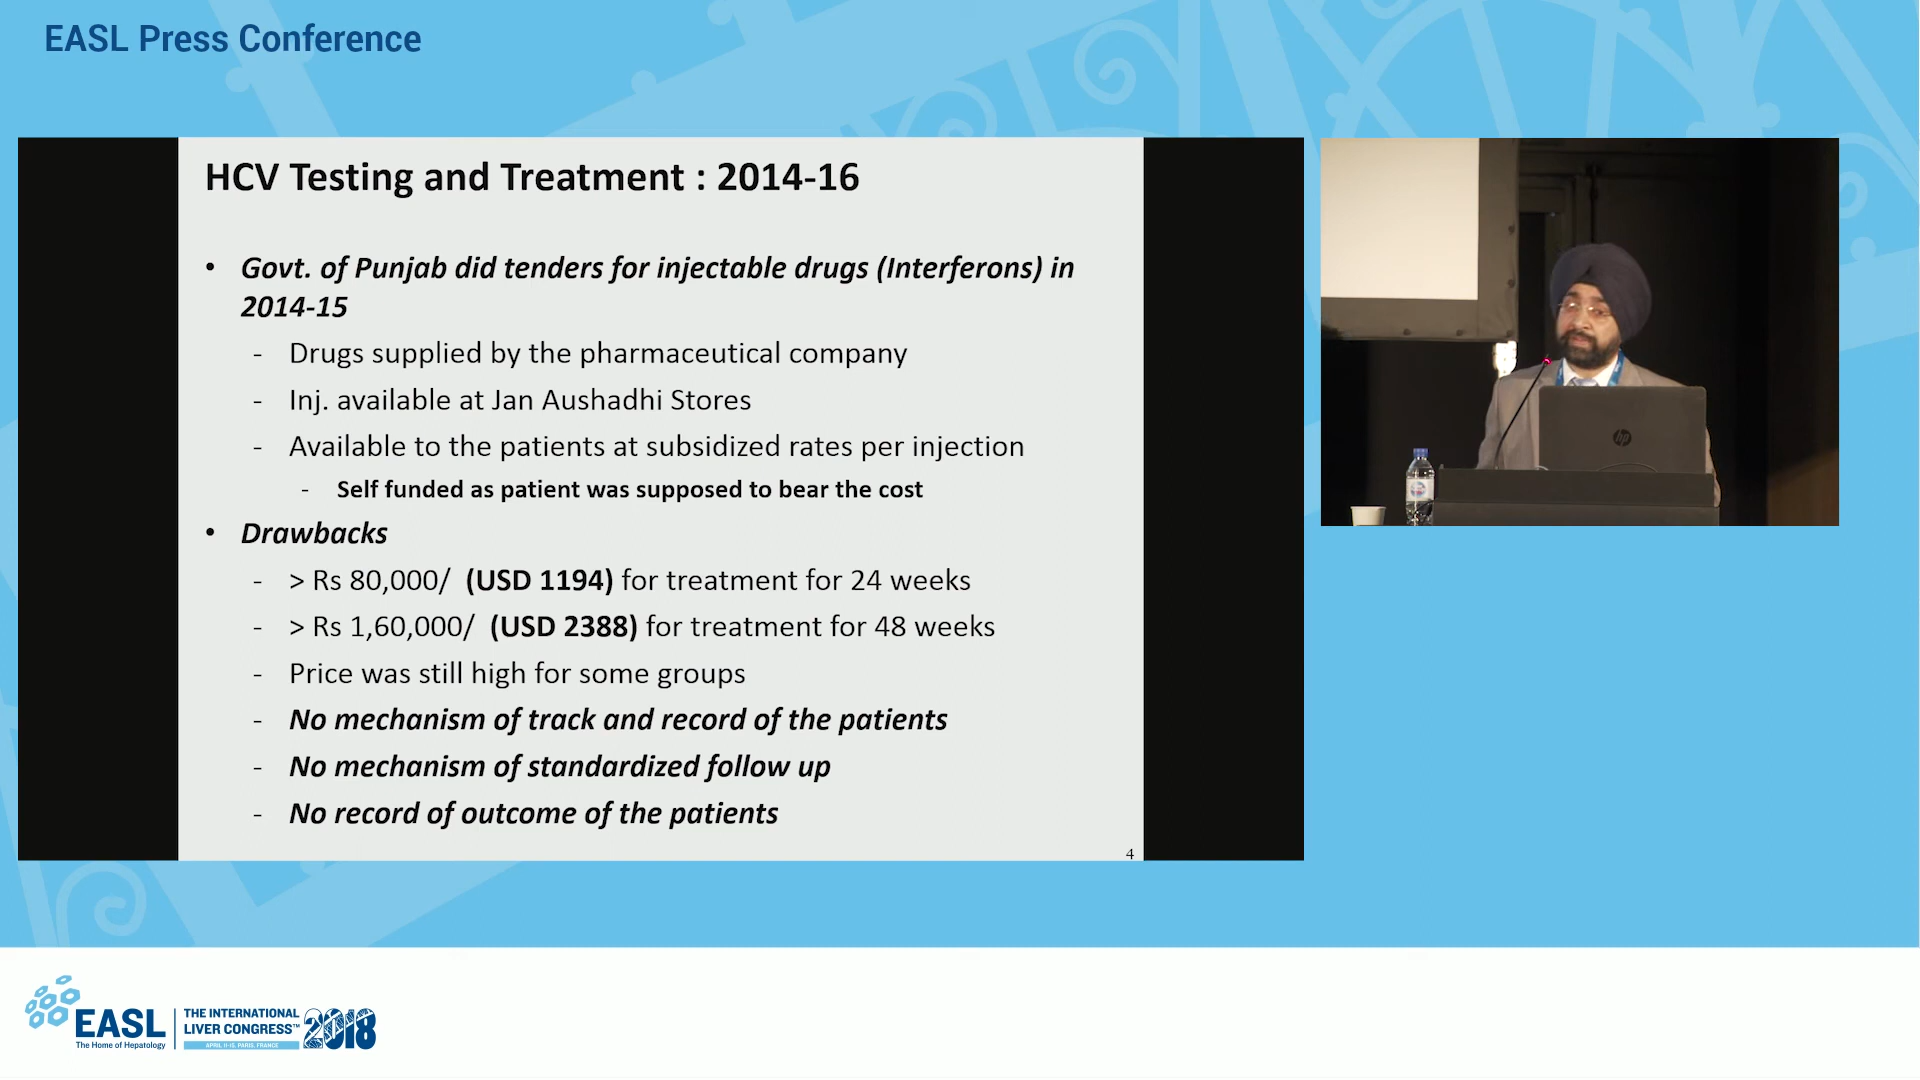 EASL Press Conference
HCV Testing and Treatment : 2014-16
• Govt. of Punjab did tenders for injectable drugs (Interferons) in
2014-15
- Drugs supplied by the pharmaceutical company
- Inj. available at Jan Aushadhi Stores
- Available to the patients at subsidized rates per injection
- Self funded as patient was supposed to bear the cost
• Drawbacks
- > Rs 80,000/ (USD 1194) for treatment for 24 weeks
- > Rs 1,60,000/ (USD 2388) for treatment for 48 weeks
- Price was still high for some groups
- No mechanism of track and record of the patients
- No mechanism of standardized follow up
- No record of outcome of the patients
4
hp
EASL
The Home of Hepatology
THE INTERNATIONAL
LIVER CONGRESS™
2018
APRIL 11-15, PARIS, FRANCE